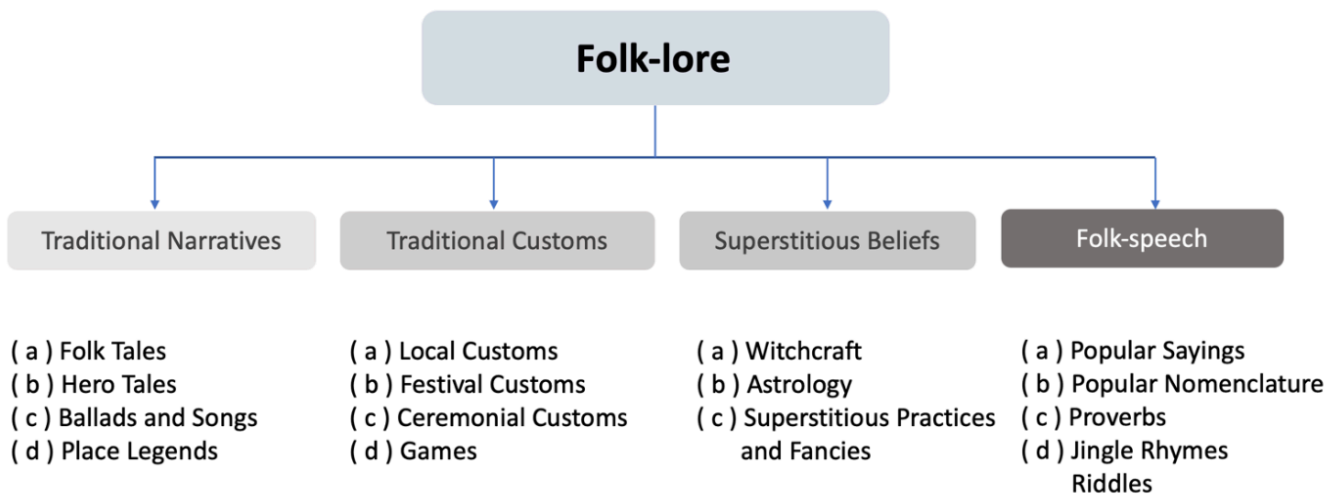 Folk-lore
Traditional Narratives
Traditional Customs
Superstitious Beliefs
Folk-speech
( a ) Folk Tales
( b ) Hero Tales
( c ) Ballads and Songs
( d ) Place Legends
( a ) Local Customs
( b ) Festival Customs
( c ) Ceremonial Customs
( d ) Games
( a ) Witchcraft
( b ) Astrology
( c ) Superstitious Practices
and Fancies
( a ) Popular Sayings
( b ) Popular Nomenclature
( c ) Proverbs
( d ) Jingle Rhymes
Riddles